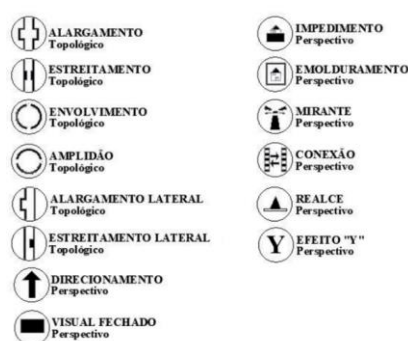 ALARGAMENTO
Topológico
ESTREITAMENTO
Topológico
ENVOLVIMENTO
Topológico
AMPLIDÃO
Topológico
ALARGAMENTO LATERAL
Topológico
ESTREITAMENTO LATERAL
Topológico
DIRECIONAMENTO
Perspectivo
VISUAL FECHADO
Perspectivo
IMPEDIMENTO
Perspectivo
EMOLDURAMENTO
Perspectivo
MIRANTE
Perspectivo
CONEXÃO
Perspectivo
REALCE
Perspectivo
Y
EFEITO "Y"
Perspectivo